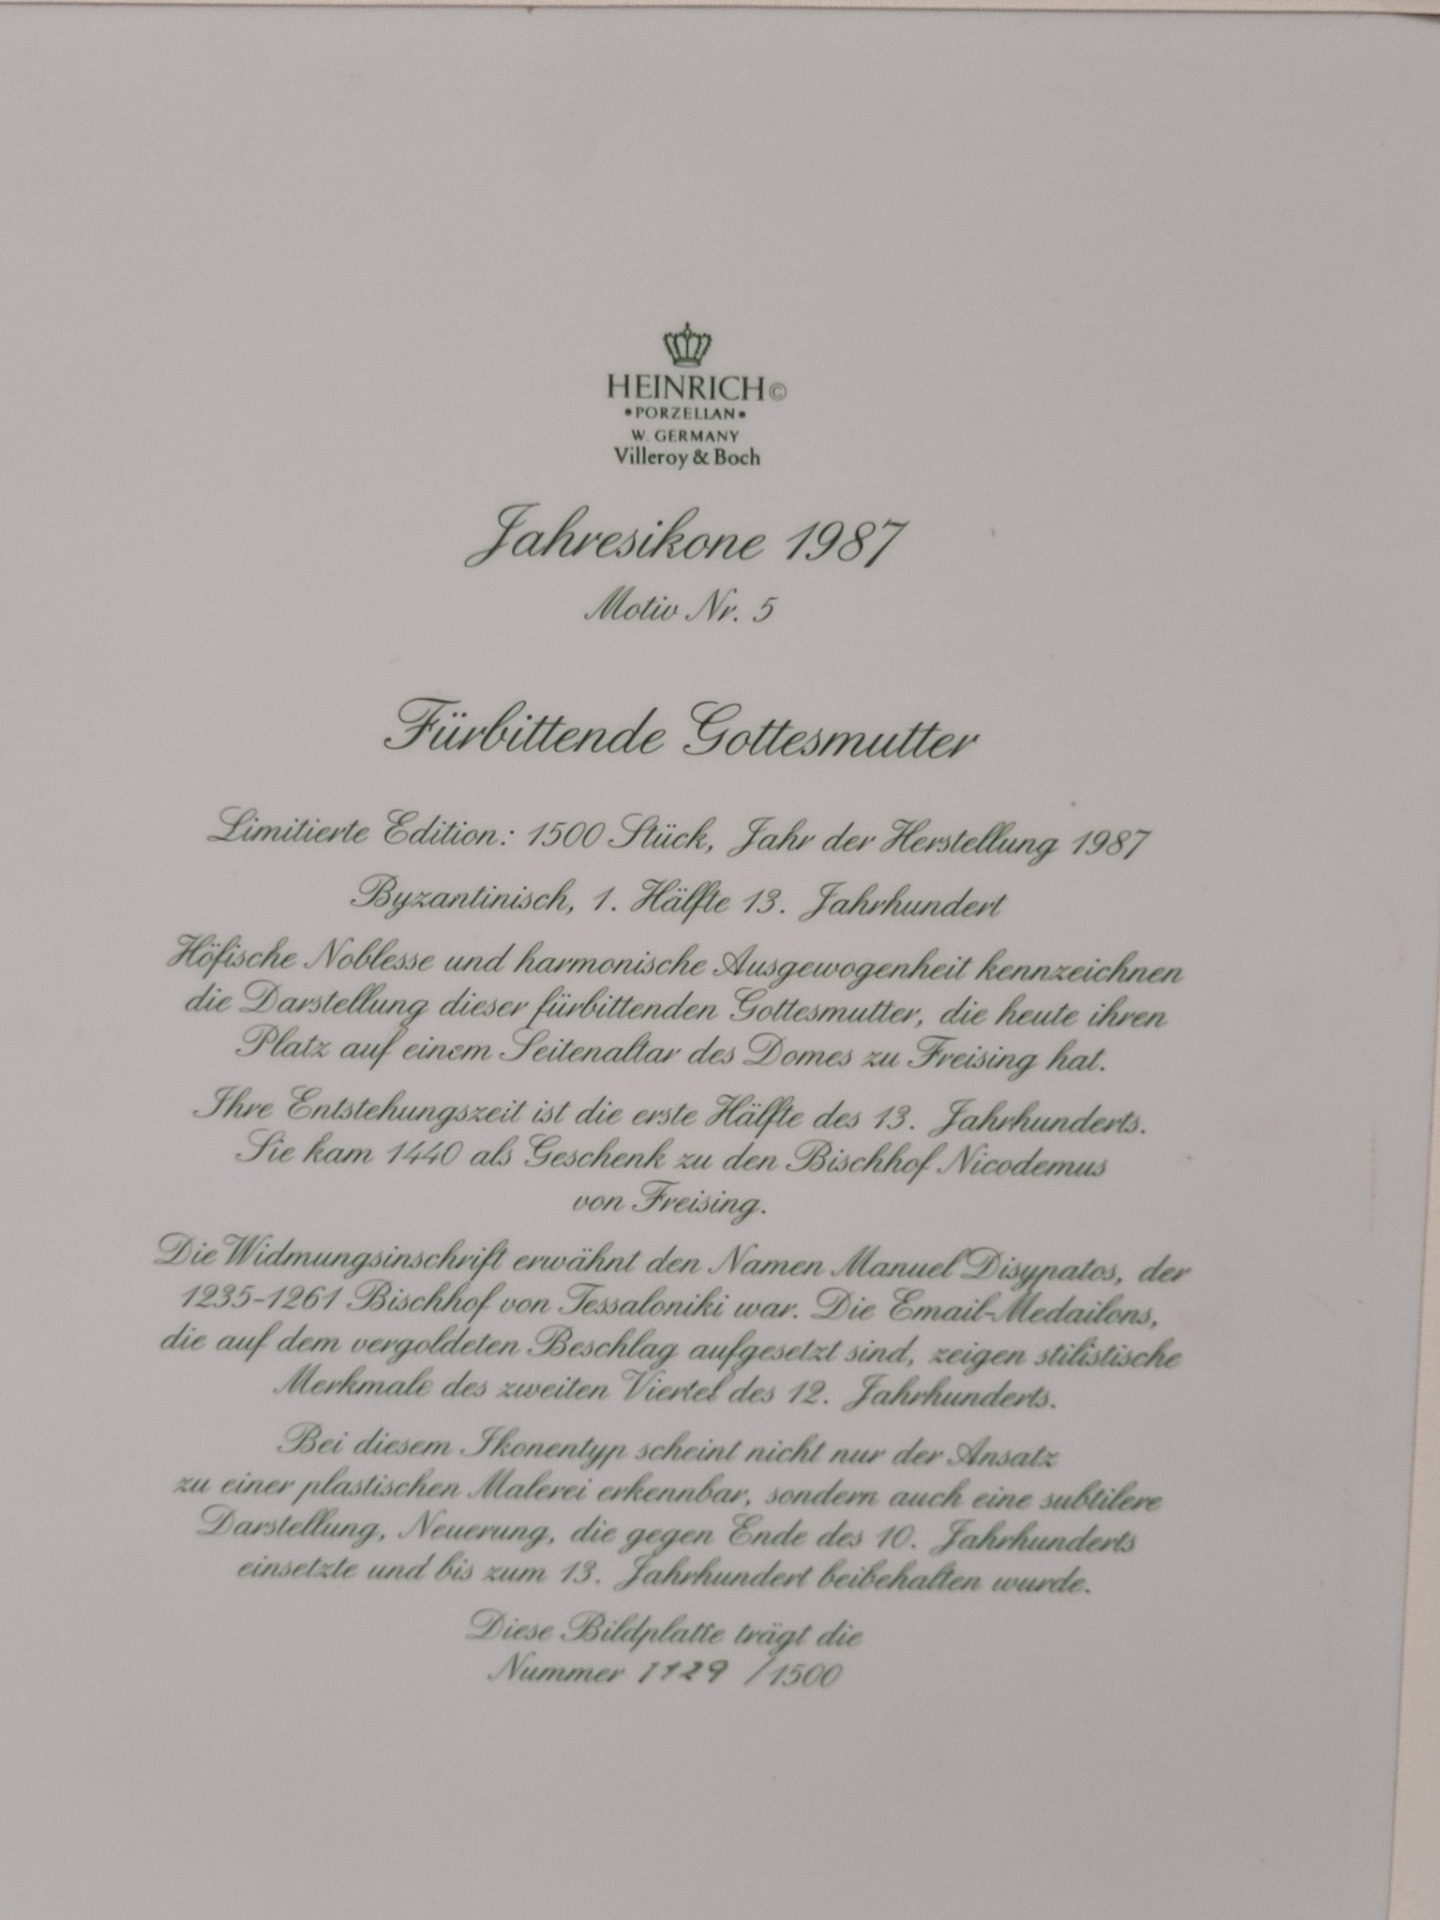 HEINRICH©
•PORZELLAN•
W. GERMANY
Villeroy & Boch
Jahresikone 1987
Motiv Nr. 5
Fürbittende Gottesmutter
Limitierte Edition: 1500 Stück, Jahr der Herstellung 1987
Byzantinisch, 1. Hälfte 13. Jahrhundert
Höfische Noblesse und harmonische Ausgewogenheit kennzeichnen
die Darstellung dieser fürbittenden Gottesmutter, die heute ihren
Platz auf einem Seitenaltar des Domes zu Freising hat.
Ihre Entstehungszeit ist die erste Hälfte des 13. Jahrhunderts.
Sie kam 1440 als Geschenk zu den Bischhof Nicodemus
von Freising.
Die Widmungsinschrift erwähnt den Namen Manuel Disypatos, der
1235-1261 Bischhof von Tessaloniki war. Die Email-Medailons,
die auf dem vergoldeten Beschlag aufgesetzt sind, zeigen stilistische
Merkmale des zweiten Viertel des 12. Jahrhunderts.
Bei diesem Ikonentyp scheint nicht nur der Ansatz
zu einer plastischen Malerei erkennbar, sondern auch eine subtilere
Darstellung, Neuerung, die gegen Ende des 10. Jahrhunderts
einsetzte und bis zum 13. Jahrhundert beibehalten wurde.
Diese Bildplatte trägt die
Nummer 1129 /1500